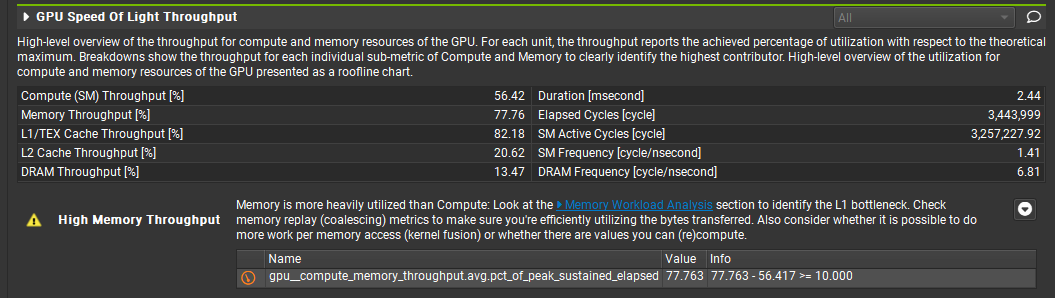 GPU Speed Of Light Throughput
All
High-level overview of the throughput for compute and memory resources of the GPU. For each unit, the throughput reports the achieved percentage of utilization with respect to the theoretical
maximum. Breakdowns show the throughput for each individual sub-metric of Compute and Memory to clearly identify the highest contributor. High-level overview of the utilization for
compute and memory resources of the GPU presented as a roofline chart.
Compute (SM) Throughput [%] 56.42 Duration [msecond] 2.44
Memory Throughput [%] 77.76 Elapsed Cycles [cycle] 3,443,999
L1/TEX Cache Throughput [%] 82.18 SM Active Cycles [cycle] 3,257,227.92
L2 Cache Throughput [%] 20.62 SM Frequency [cycle/nsecond] 1.41
DRAM Throughput [%] 13.47 DRAM Frequency [cycle/nsecond] 6.81
High Memory Throughput
Memory is more heavily utilized than Compute: Look at the Memory Workload Analysis section to identify the L1 bottleneck. Check
memory replay (coalescing) metrics to make sure you're efficiently utilizing the bytes transferred. Also consider whether it is possible to do
more work per memory access (kernel fusion) or whether there are values you can (re)compute.
Name Value Info
gpu__compute_memory_throughput.avg.pct_of_peak_sustained_elapsed 77.763 77.763 - 56.417 >= 10.000